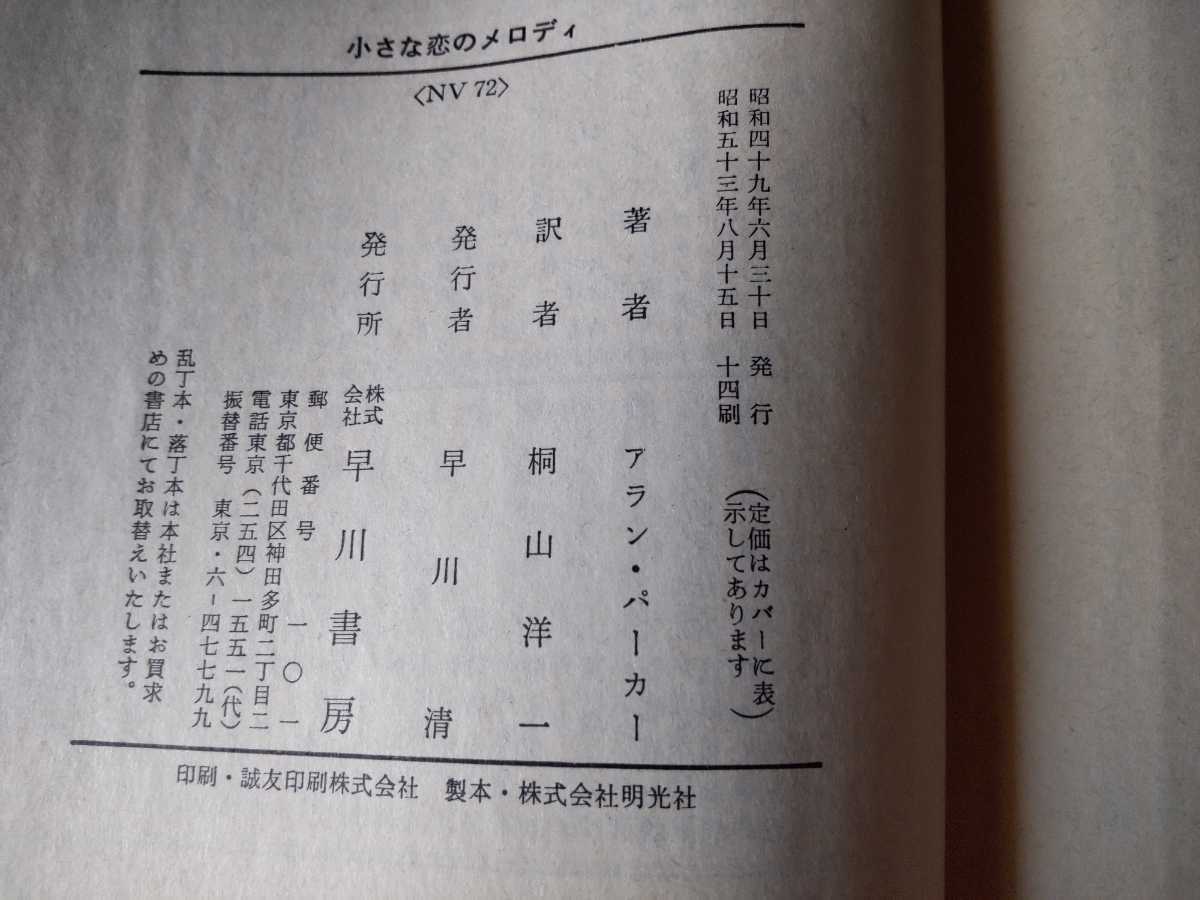 小さな恋のメロディ
〈NV 72〉
昭和四十九年六月三十日 発行
昭和五十三年八月十五日 十四刷
(定価はカバーに表
示してあります)
著者 アラン・パーカー
訳者 桐山洋一
発行者 早川清
発行所 株式会社 早川書房
郵便番号 一〇一
東京都千代田区神田多町二丁目二
電話東京(二五四)一五五一(代)
振替番号 東京・六-四七七九九
乱丁本・落丁本は本社またはお買求
めの書店にてお取替えいたします。
印刷・誠友印刷株式会社 製本・株式会社明光社